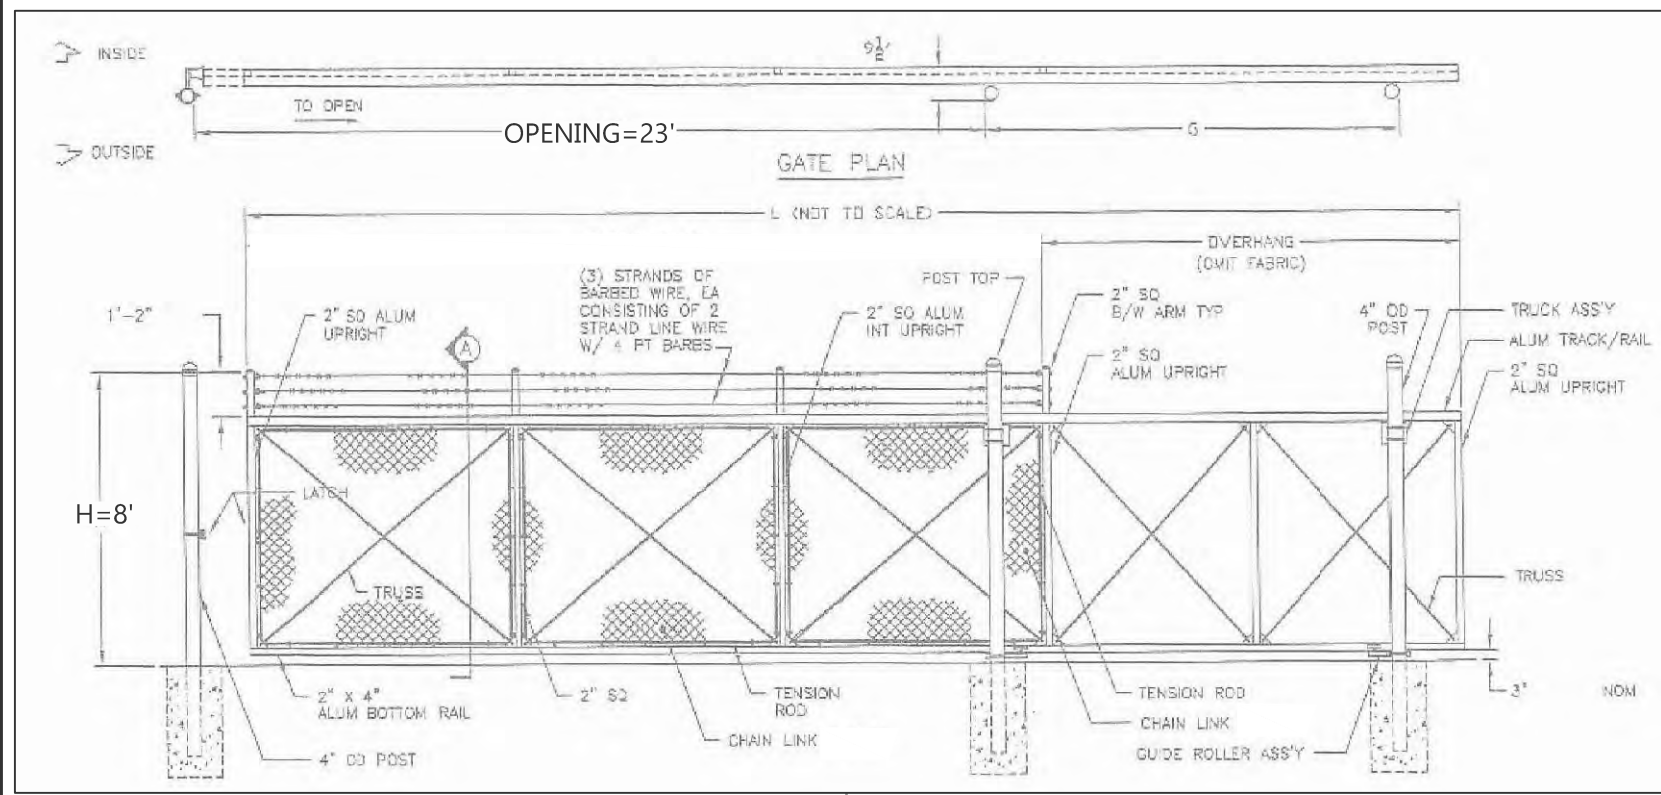 INSIDE
9 1/2"
TO OPEN
OPENING=23'
G
OUTSIDE
GATE PLAN
L (NOT TO SCALE)
OVERHANG
(OMIT FABRIC)
(3) STRANDS OF
BARBED WIRE, EA
CONSISTING OF 2
STRAND LINE WIRE
W/ 4 PT BARBS
POST TOP
2" SQ
B/W ARM TYP
1'-2"
2" SQ ALUM
UPRIGHT
2" SQ ALUM
INT UPRIGHT
4" OD
POST
TRUCK ASS'Y
ALUM TRACK/RAIL
A
2" SQ
ALUM UPRIGHT
2" SQ
ALUM UPRIGHT
LATCH
H=8'
TRUSS
TRUSS
2" X 4"
ALUM BOTTOM RAIL
2" SQ
TENSION
ROD
TENSION ROD
3" NOM
CHAIN LINK
CHAIN LINK
4" OD POST
GUIDE ROLLER ASS'Y